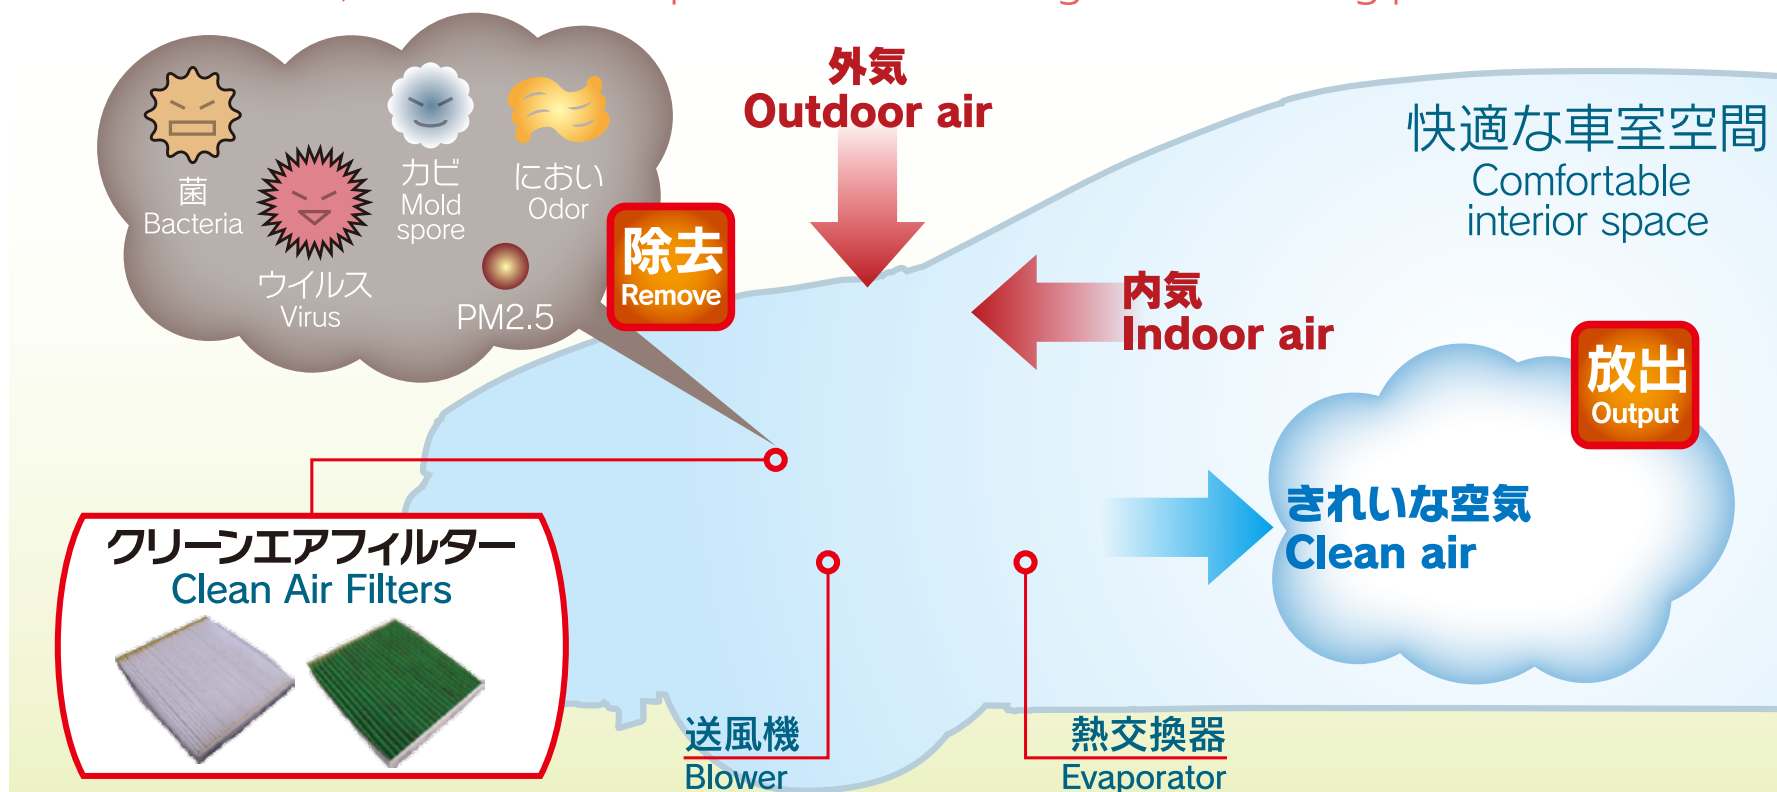 外気
Outdoor air
快適な車室空間
Comfortable
interior space
菌
Bacteria
ウイルス
Virus
カビ
Mold
spore
におい
Odor
PM2.5
除去
Remove
内気
Indoor air
放出
Output
きれいな空気
Clean air
クリーンエアフィルター
Clean Air Filters
送風機
Blower
熱交換器
Evaporator